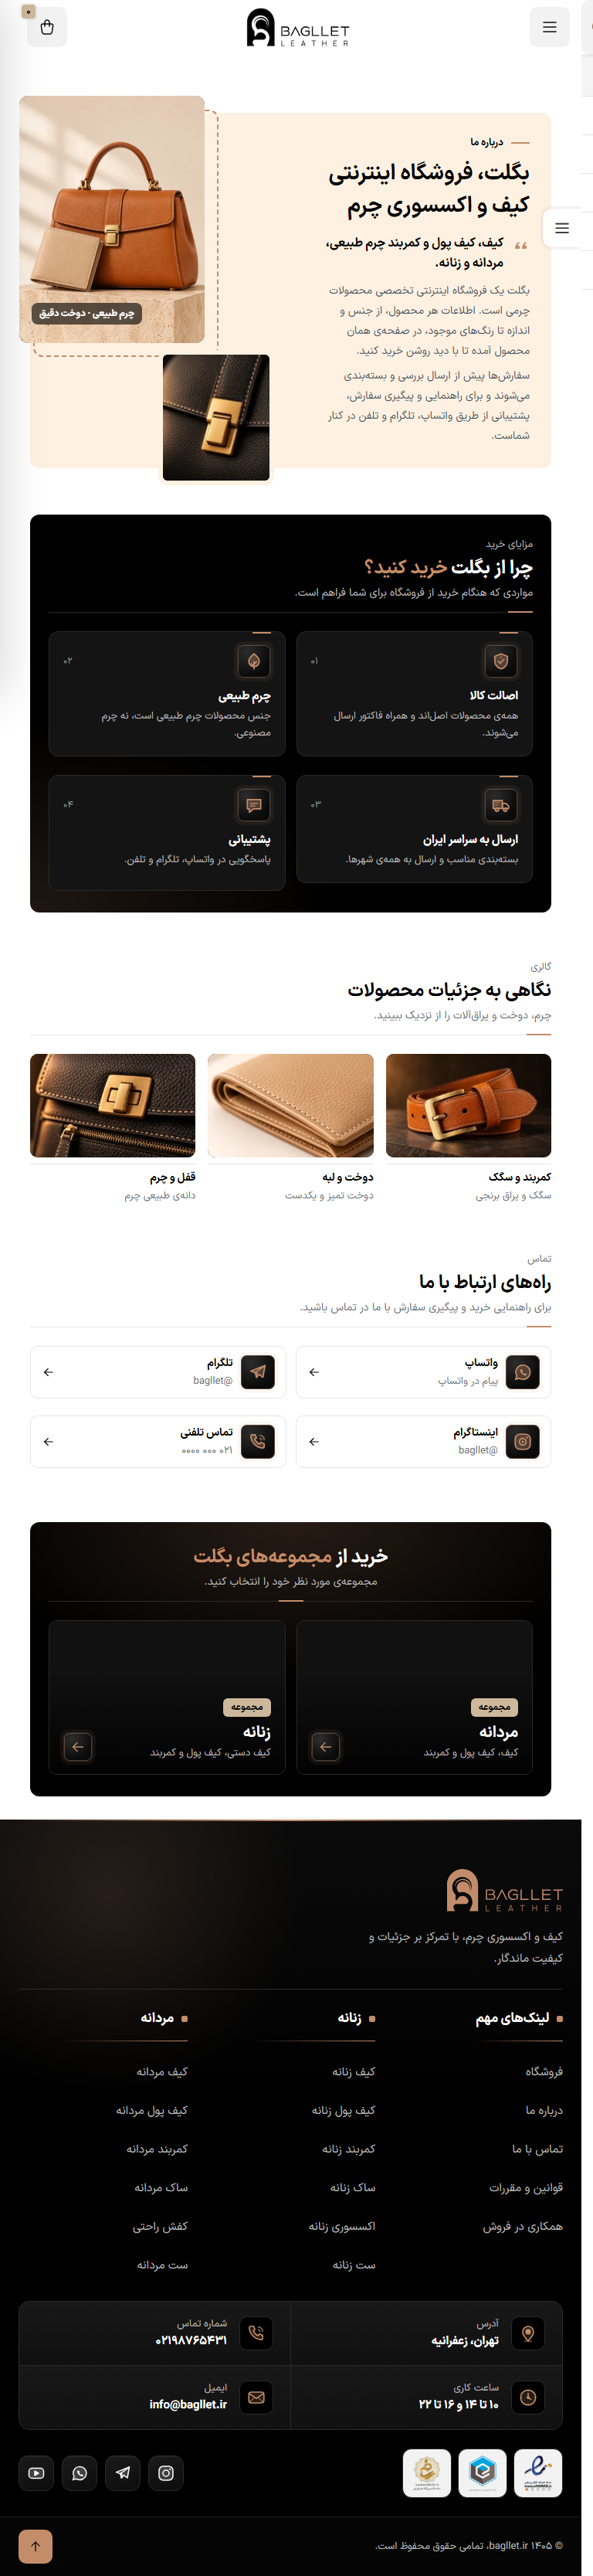 ۰
BAGLLET
LEATHER
درباره ما
بگلت، فروشگاه اینترنتی
کیف و اکسسوری چرم
“ کیف، کیف پول و کمربند چرم طبیعی،
مردانه و زنانه.
بگلت یک فروشگاه اینترنتی تخصصی محصولات
چرمی است. اطلاعات هر محصول، از جنس و
اندازه تا رنگ‌های موجود، در صفحه‌ی همان
محصول آمده تا با دید روشن خرید کنید.
سفارش‌ها پیش از ارسال بررسی و بسته‌بندی
می‌شوند و برای راهنمایی و پیگیری سفارش،
پشتیبانی از طریق واتساپ، تلگرام و تلفن در کنار
شماست.
چرم طبیعی · دوخت دقیق
مزایای خرید
چرا از بگلت خرید کنید؟
مواردی که هنگام خرید از فروشگاه برای شما فراهم است.
۰۱
اصالت کالا
همه‌ی محصولات اصل‌اند و همراه فاکتور ارسال
می‌شوند.
۰۲
چرم طبیعی
جنس محصولات چرم طبیعی است، نه چرم
مصنوعی.
۰۳
ارسال به سراسر ایران
بسته‌بندی مناسب و ارسال به همه‌ی شهرها.
۰۴
پشتیبانی
پاسخگویی در واتساپ، تلگرام و تلفن.
گالری
نگاهی به جزئیات محصولات
چرم، دوخت و یراق‌آلات را از نزدیک ببینید.
کمربند و سگک
سگک و یراق برنجی
دوخت و لبه
دوخت تمیز و یکدست
قفل و چرم
دانه‌ی طبیعی چرم
تماس
راه‌های ارتباط با ما
برای راهنمایی خرید و پیگیری سفارش با ما در تماس باشید.
واتساپ
پیام در واتساپ
تلگرام
@bagllet
اینستاگرام
@bagllet
تماس تلفنی
۰۲۱ ۰۰۰ ۰۰۰۰
خرید از مجموعه‌های بگلت
مجموعه‌ی مورد نظر خود را انتخاب کنید.
مجموعه
مردانه
کیف، کیف پول و کمربند
مجموعه
زنانه
کیف دستی، کیف پول و کمربند
BAGLLET
LEATHER
کیف و اکسسوری چرم، با تمرکز بر جزئیات و
کیفیت ماندگار.
لینک‌های مهم
فروشگاه
درباره ما
تماس با ما
قوانین و مقررات
همکاری در فروش
زنانه
کیف زنانه
کیف پول زنانه
کمربند زنانه
ساک زنانه
اکسسوری زنانه
ست زنانه
مردانه
کیف مردانه
کیف پول مردانه
کمربند مردانه
ساک مردانه
کفش راحتی
ست مردانه
آدرس
تهران، زعفرانیه
شماره تماس
۰۲۱۹۸۷۶۵۴۳۱
ساعت کاری
۱۰ تا ۱۴ و ۱۶ تا ۲۲
ایمیل
info@bagllet.ir
© ۱۴۰۵ bagllet.ir، تمامی حقوق محفوظ است.